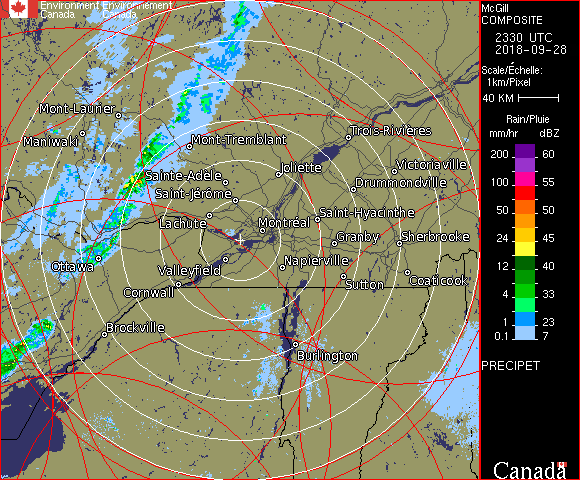 Environment Environnement
Canada Canada
Mont-Laurier
Maniwaki
Mont-Tremblant
Trois-Rivières
Sainte-Adèle
Joliette
Victoriaville
Saint-Jérôme
Drummondville
Lachute
Montréal
Saint-Hyacinthe
Granby
Sherbrooke
Ottawa
Valleyfield
Napierville
Cornwall
Sutton
Coaticook
Brockville
Burlington
McGill
COMPOSITE
2330 UTC
2018-09-28
Scale/Échelle:
1km/Pixel
40 KM
Rain/Pluie
mm/hr dBZ
200 60
100 55
50 50
24 45
12 40
4 33
1 23
0.1 7
PRECIPET
Canada